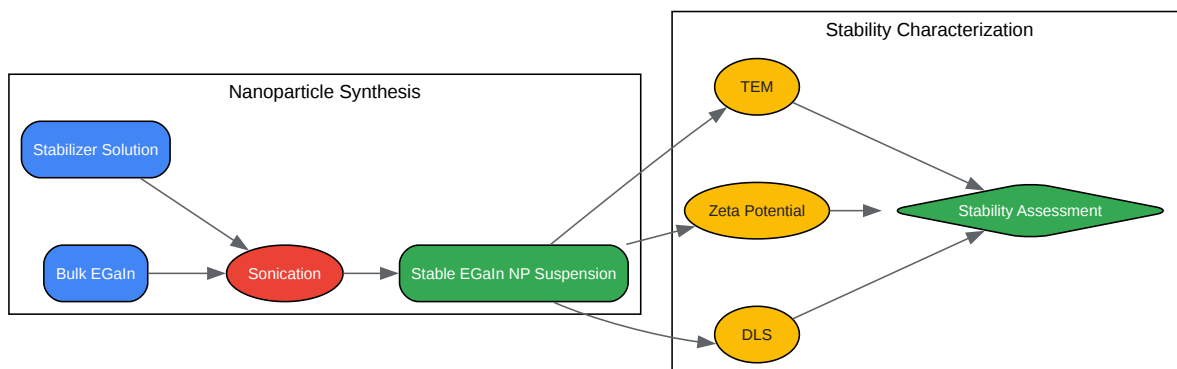 Nanoparticle Synthesis
Stabilizer Solution
Bulk EGaIn
Sonication
Stable EGaIn NP Suspension
Stability Characterization
TEM
Zeta Potential
DLS
Stability Assessment